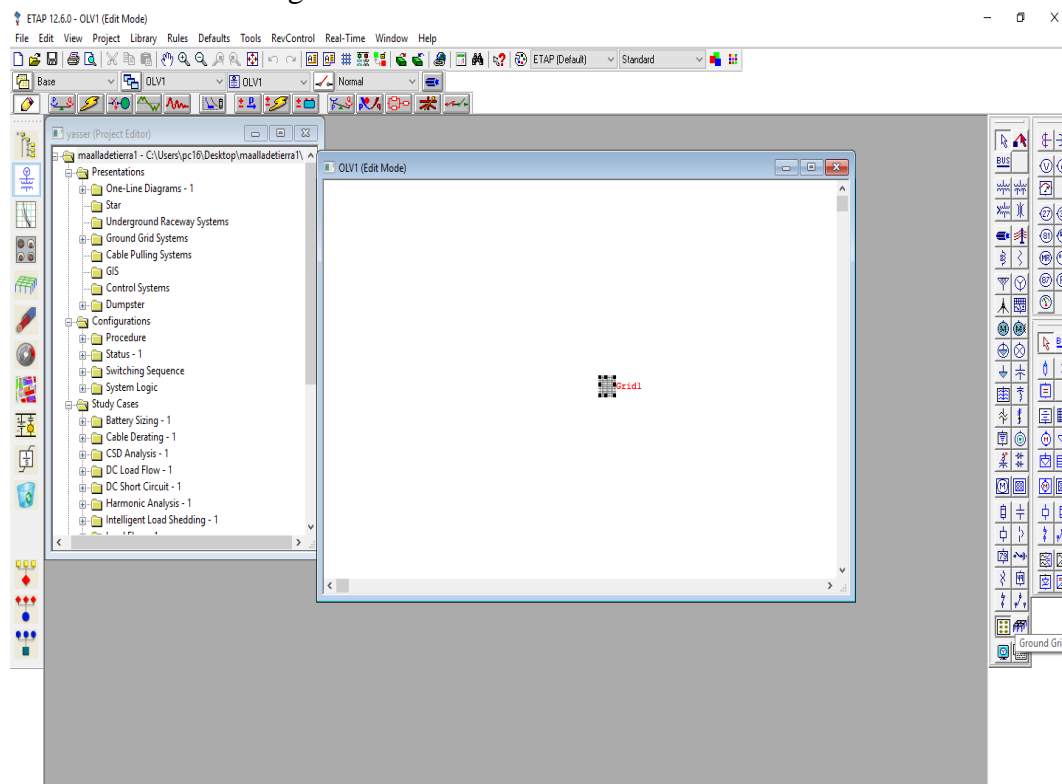 ETAP 12.6.0 - OLV1 (Edit Mode)
File Edit View Project Library Rules Defaults Tools RevControl Real-Time Window Help
ETAP (Default) Standard
Base OLV1 OLV1 Normal
yasser (Project Editor)
maalladetierra1 - C:\Users\pc16\Desktop\maalladetierra1\
Presentations
One-Line Diagrams - 1
Star
Underground Raceway Systems
Ground Grid Systems
Cable Pulling Systems
GIS
Control Systems
Dumpster
Configurations
Procedure
Status - 1
Switching Sequence
System Logic
Study Cases
Battery Sizing - 1
Cable Derating - 1
CSD Analysis - 1
DC Load Flow - 1
DC Short Circuit - 1
Harmonic Analysis - 1
Intelligent Load Shedding - 1
OLV1 (Edit Mode)
Grid1
BUS
Ground Gri